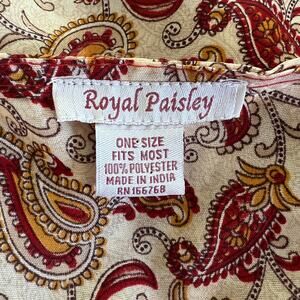 Royal Paisley
ONE SIZE
FITS MOST
100% POLYESTER
MADE IN INDIA
RN166768